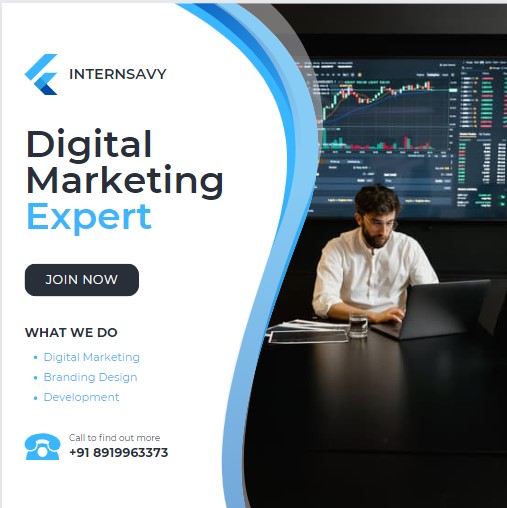 INTERNSAVY
Digital
Marketing
Expert
JOIN NOW
WHAT WE DO
Digital Marketing
Branding Design
Development
Call to find out more
+91 8919963373